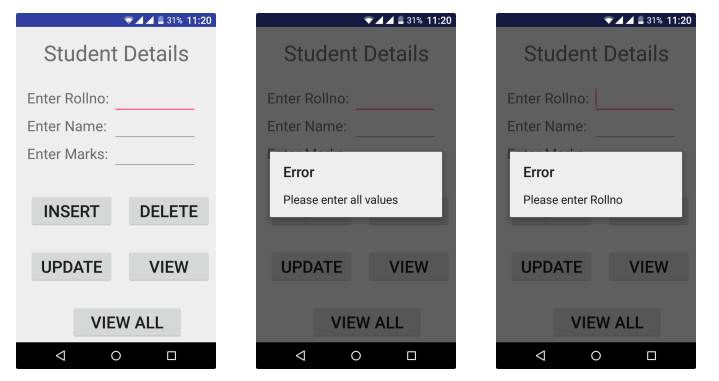 31% 11:20
Student Details
Enter Rollno:
Enter Name:
Enter Marks:
INSERT DELETE
UPDATE VIEW
VIEW ALL
31% 11:20
Student Details
Enter Rollno:
Enter Name:
Enter Marks:
Error
Please enter all values
UPDATE VIEW
VIEW ALL
31% 11:20
Student Details
Enter Rollno:
Enter Name:
Enter Marks:
Error
Please enter Rollno
UPDATE VIEW
VIEW ALL